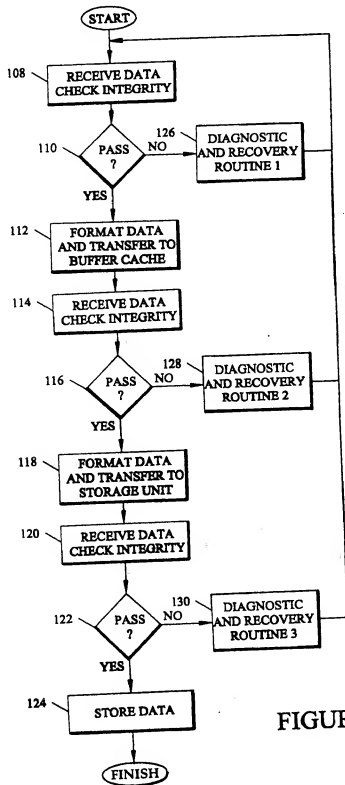 START
108
RECEIVE DATA
CHECK INTEGRITY
110
PASS
?
NO
YES
126
DIAGNOSTIC
AND RECOVERY
ROUTINE 1
112
FORMAT DATA
AND TRANSFER TO
BUFFER CACHE
114
RECEIVE DATA
CHECK INTEGRITY
116
PASS
?
NO
YES
128
DIAGNOSTIC
AND RECOVERY
ROUTINE 2
118
FORMAT DATA
AND TRANSFER TO
STORAGE UNIT
120
RECEIVE DATA
CHECK INTEGRITY
122
PASS
?
NO
YES
130
DIAGNOSTIC
AND RECOVERY
ROUTINE 3
124
STORE DATA
FIGUR
FINISH